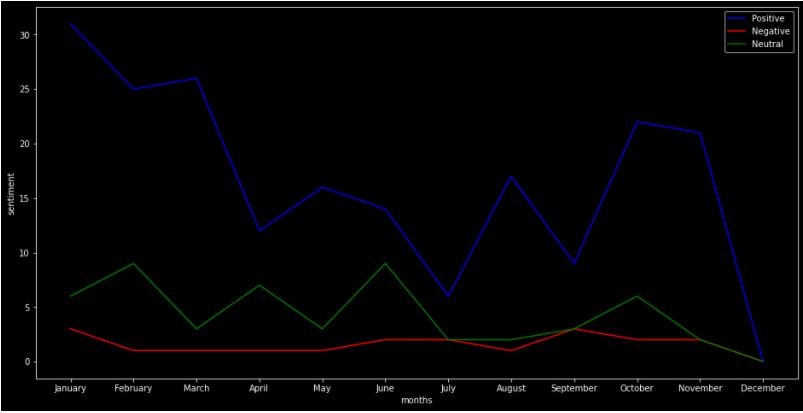 Positive
Negative
Neutral
30
25
20
15
10
5
0
sentiment
January February March April May June July August September October November December
months